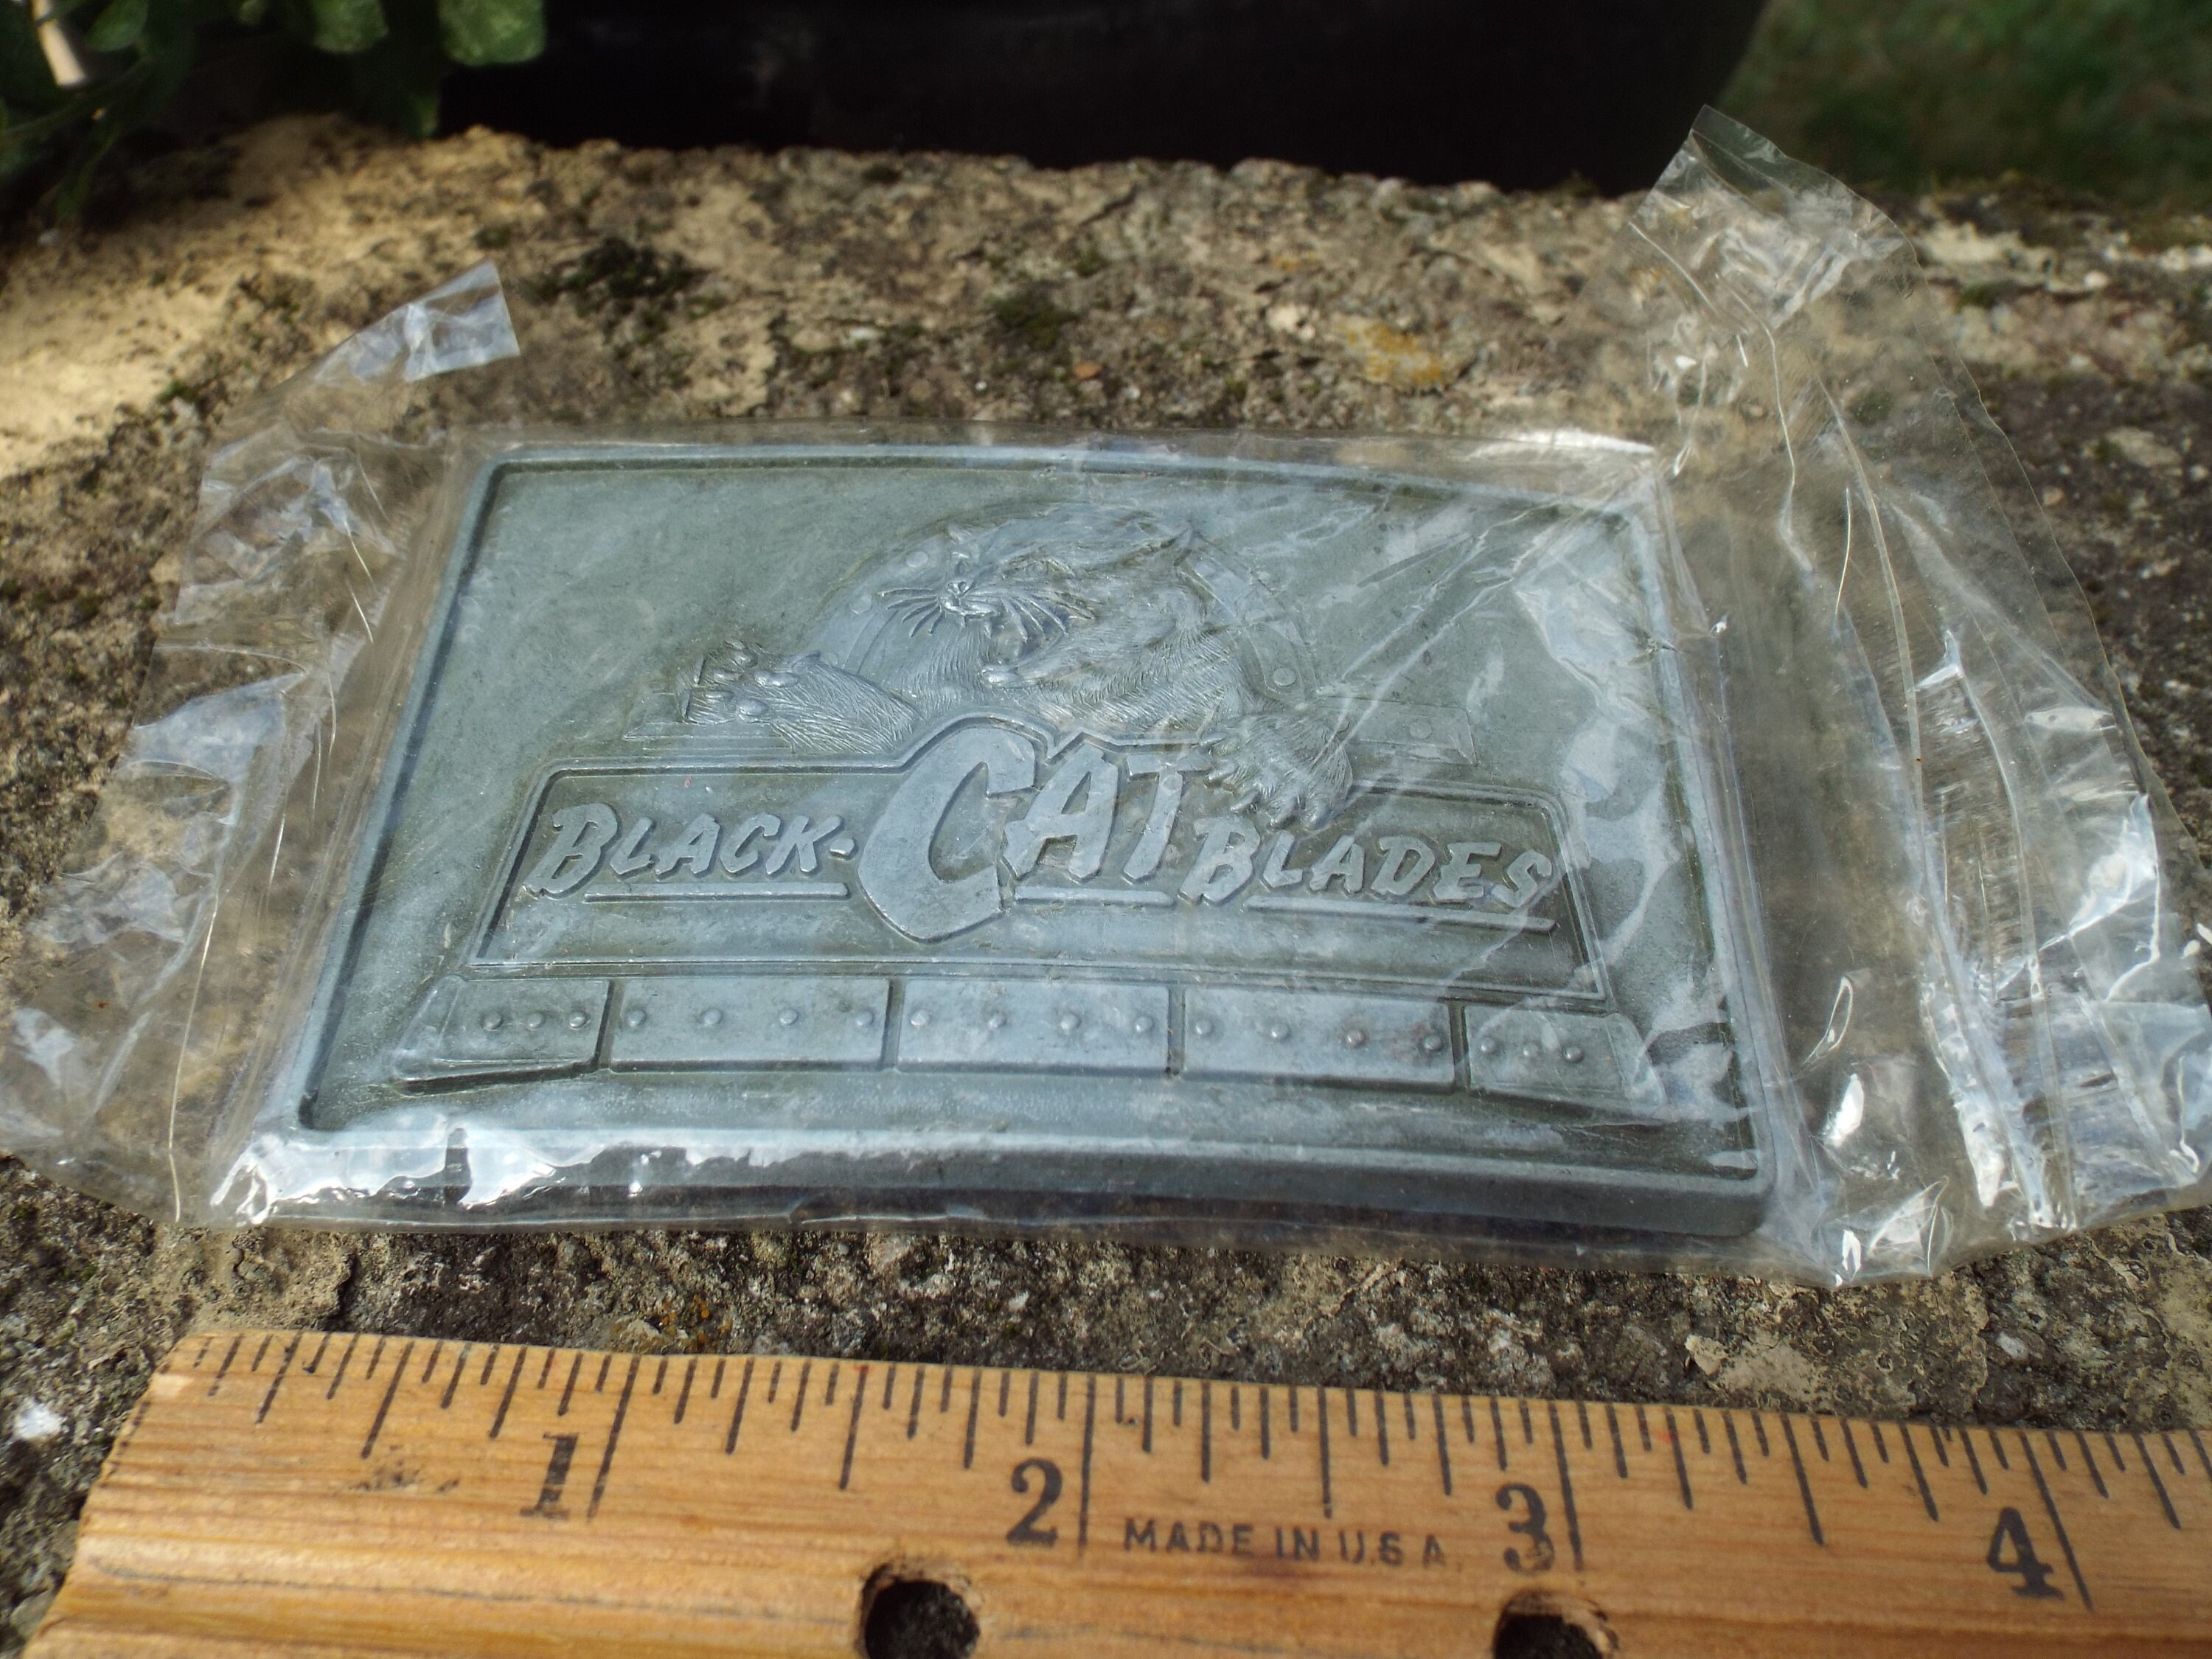 BLACK-CAT BLADES
1 2 3 4
MADE IN U.S.A.